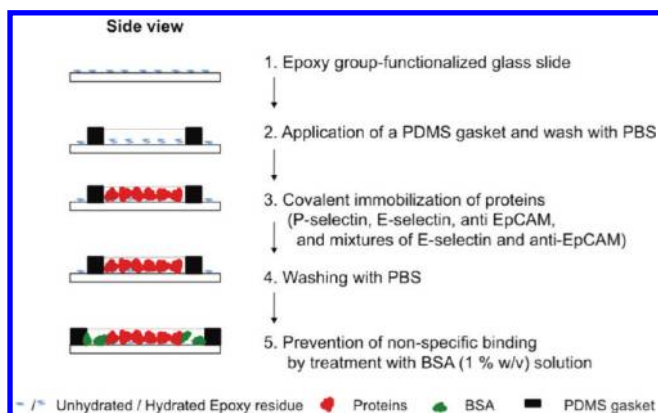 Side view
1. Epoxy group-functionalized glass slide
2. Application of a PDMS gasket and wash with PBS
3. Covalent immobilization of proteins
(P-selectin, E-selectin, anti EpCAM,
and mixtures of E-selectin and anti-EpCAM)
4. Washing with PBS
5. Prevention of non-specific binding
by treatment with BSA (1 % w/v) solution
/ Unhydrated / Hydrated Epoxy residue Proteins BSA PDMS gasket